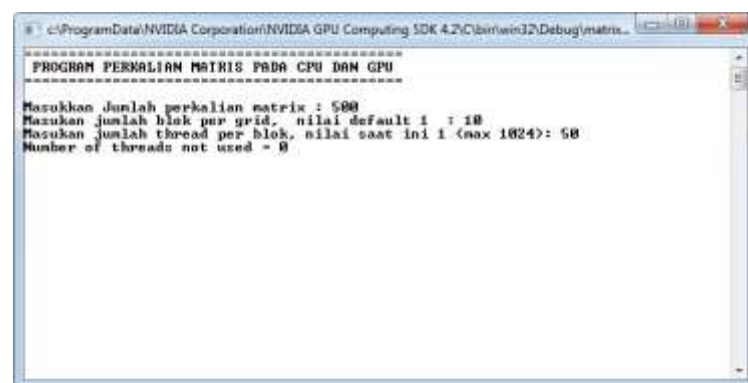 c:\ProgramData\NVIDIA Corporation\NVIDIA GPU Computing SDK 4.2\C\bin\win32\Debug\matrix...
==============================================
PROGRAM PERKALIAN MATRIS PADA CPU DAN GPU
==============================================
Masukkan Jumlah perkalian matrix : 500
Masukan jumlah blok per grid, nilai default 1 : 10
Masukan jumlah thread per blok, nilai saat ini 1 (max 1024): 50
Number of threads not used = 0